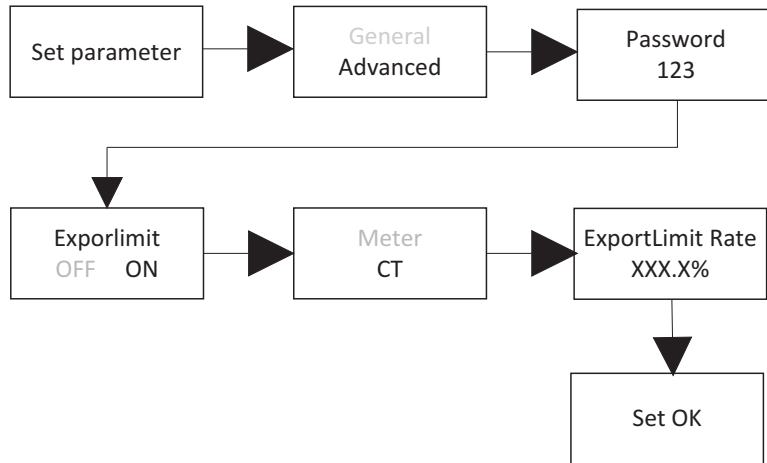 Set parameter
General
Advanced
Password
123
Exporlimit
OFF ON
Meter
CT
ExportLimit Rate
XXX.X%
Set OK